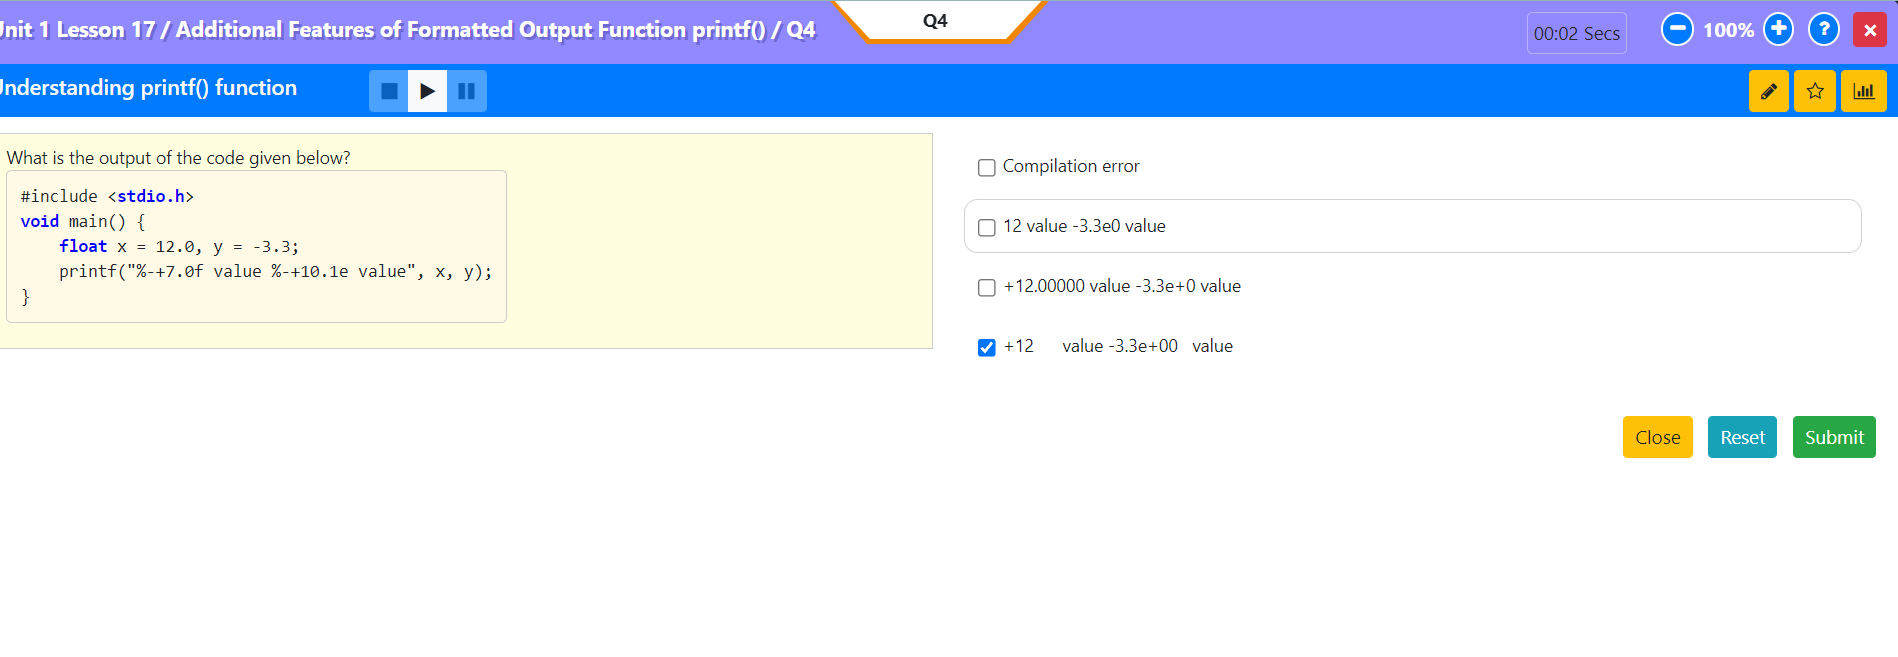 nit 1 Lesson 17 / Additional Features of Formatted Output Function printf() / Q4
Q4
00:02 Secs
100%
?
nderstanding printf() function
What is the output of the code given below?
#include <stdio.h>
void main() {
    float x = 12.0, y = -3.3;
    printf("%-+7.0f value %-+10.1e value", x, y);
}
Compilation error
12 value -3.3e0 value
+12.00000 value -3.3e+0 value
+12     value -3.3e+00   value
Close
Reset
Submit